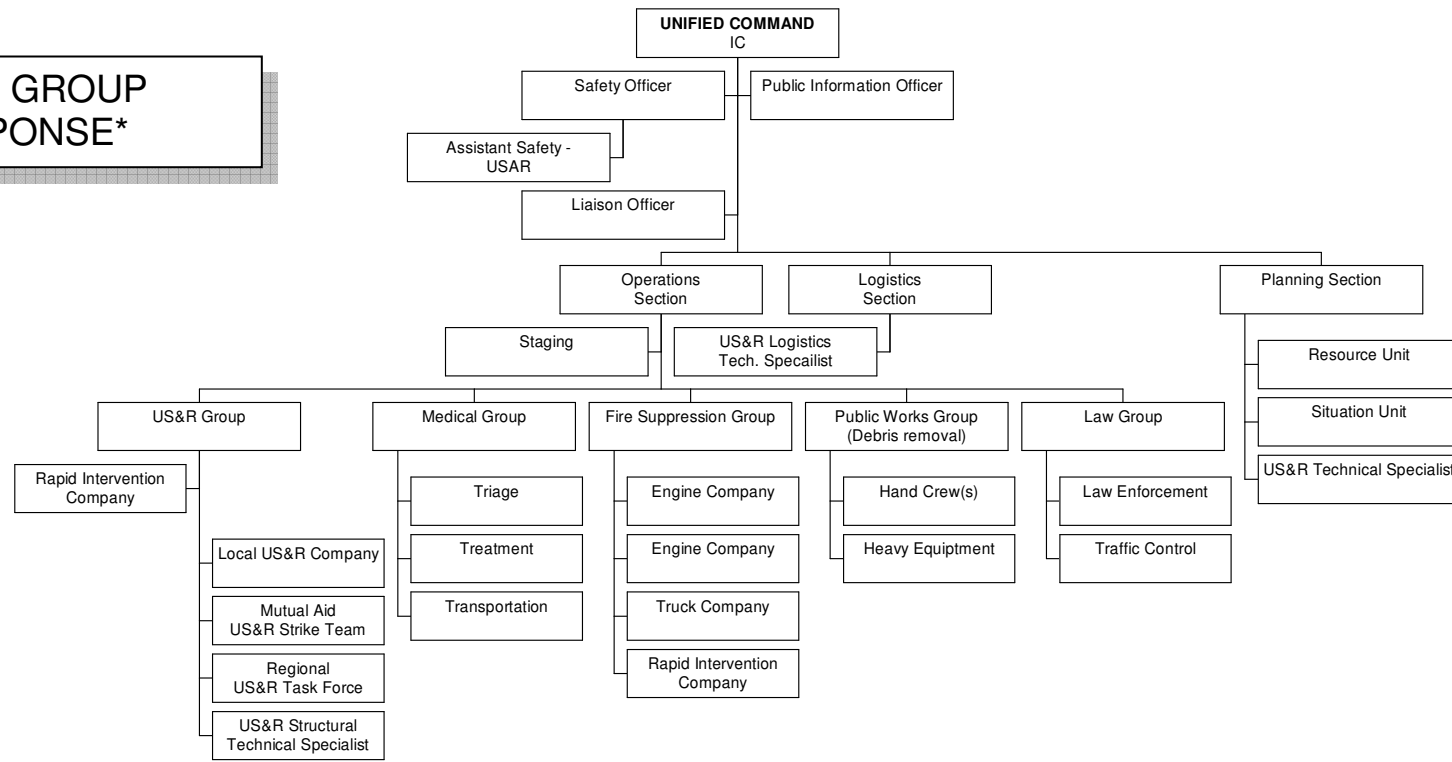 GROUP
PONSE*
UNIFIED COMMAND
IC
Safety Officer
Public Information Officer
Assistant Safety -
USAR
Liaison Officer
Operations
Section
Logistics
Section
Planning Section
Staging
US&R Logistics
Tech. Specailist
Resource Unit
Situation Unit
US&R Technical Specialist
US&R Group
Medical Group
Fire Suppression Group
Public Works Group
(Debris removal)
Law Group
Rapid Intervention
Company
Local US&R Company
Mutual Aid
US&R Strike Team
Regional
US&R Task Force
US&R Structural
Technical Specialist
Triage
Treatment
Transportation
Engine Company
Engine Company
Truck Company
Rapid Intervention
Company
Hand Crew(s)
Heavy Equiptment
Law Enforcement
Traffic Control